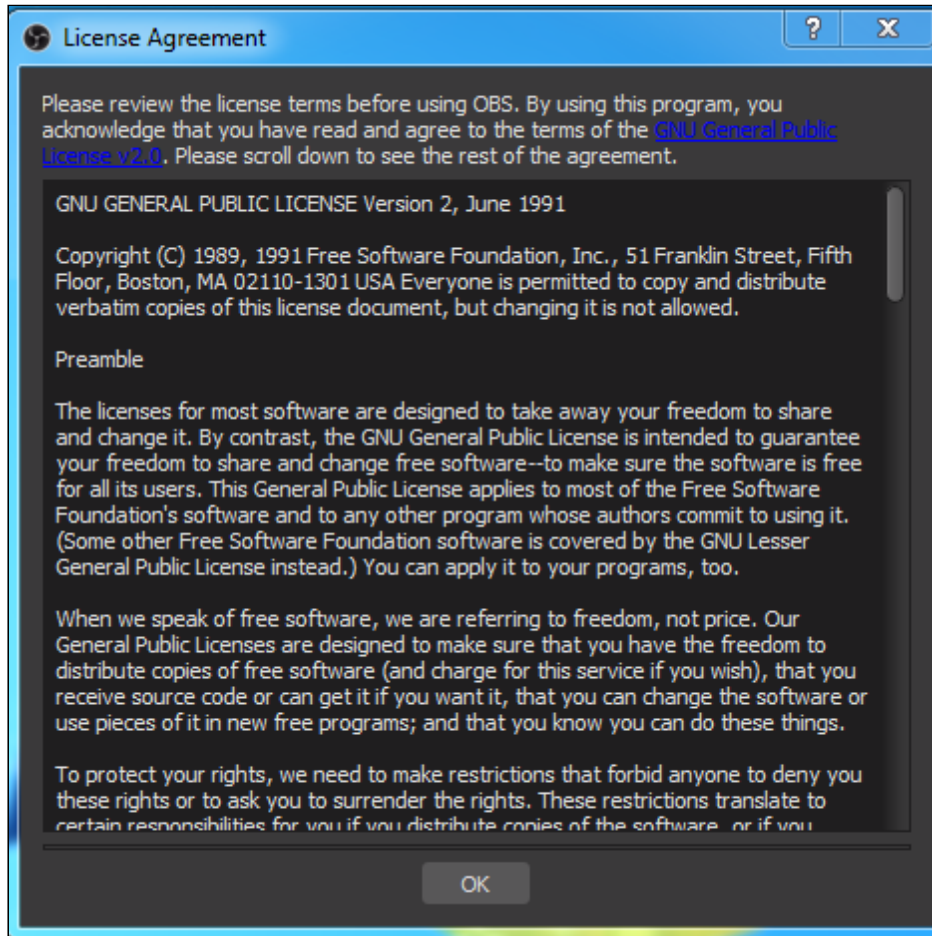 License Agreement
Please review the license terms before using OBS. By using this program, you
acknowledge that you have read and agree to the terms of the GNU General Public
License v2.0. Please scroll down to see the rest of the agreement.
GNU GENERAL PUBLIC LICENSE Version 2, June 1991
Copyright (C) 1989, 1991 Free Software Foundation, Inc., 51 Franklin Street, Fifth
Floor, Boston, MA 02110-1301 USA Everyone is permitted to copy and distribute
verbatim copies of this license document, but changing it is not allowed.
Preamble
The licenses for most software are designed to take away your freedom to share
and change it. By contrast, the GNU General Public License is intended to guarantee
your freedom to share and change free software--to make sure the software is free
for all its users. This General Public License applies to most of the Free Software
Foundation's software and to any other program whose authors commit to using it.
(Some other Free Software Foundation software is covered by the GNU Lesser
General Public License instead.) You can apply it to your programs, too.
When we speak of free software, we are referring to freedom, not price. Our
General Public Licenses are designed to make sure that you have the freedom to
distribute copies of free software (and charge for this service if you wish), that you
receive source code or can get it if you want it, that you can change the software or
use pieces of it in new free programs; and that you know you can do these things.
To protect your rights, we need to make restrictions that forbid anyone to deny you
these rights or to ask you to surrender the rights. These restrictions translate to
certain responsibilities for you if you distribute copies of the software, or if you
OK